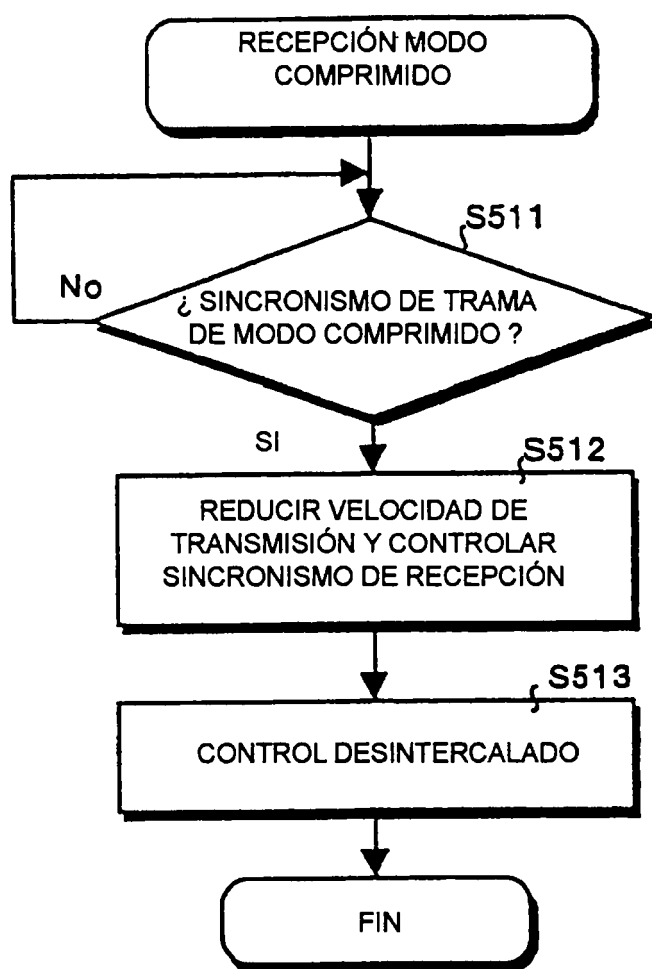 RECEPCIÓN MODO
COMPRIMIDO
S511
No
¿ SINCRONISMO DE TRAMA
DE MODO COMPRIMIDO ?
SI
S512
REDUCIR VELOCIDAD DE
TRANSMISIÓN Y CONTROLAR
SINCRONISMO DE RECEPCIÓN
S513
CONTROL DESINTERCALADO
FIN